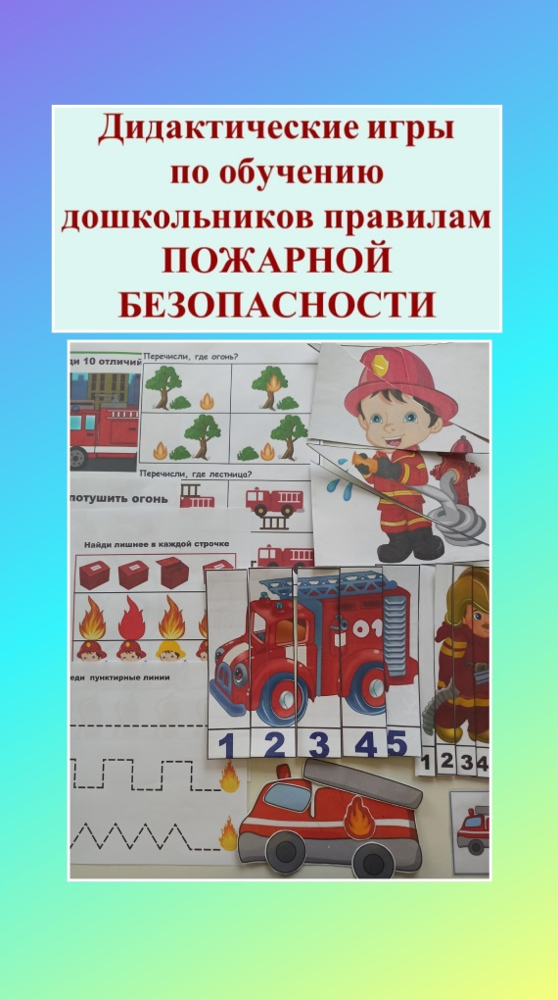 Дидактические игры
по обучению
дошкольников правилам
ПОЖАРНОЙ
БЕЗОПАСНОСТИ
ди 10 отличий
Перечисли, где огонь?
Перечисли, где лестница?
потушить огонь
Найди лишнее в каждой строчке
еди пунктирные линии
01
1 2 3 4 5
1 2 3 4